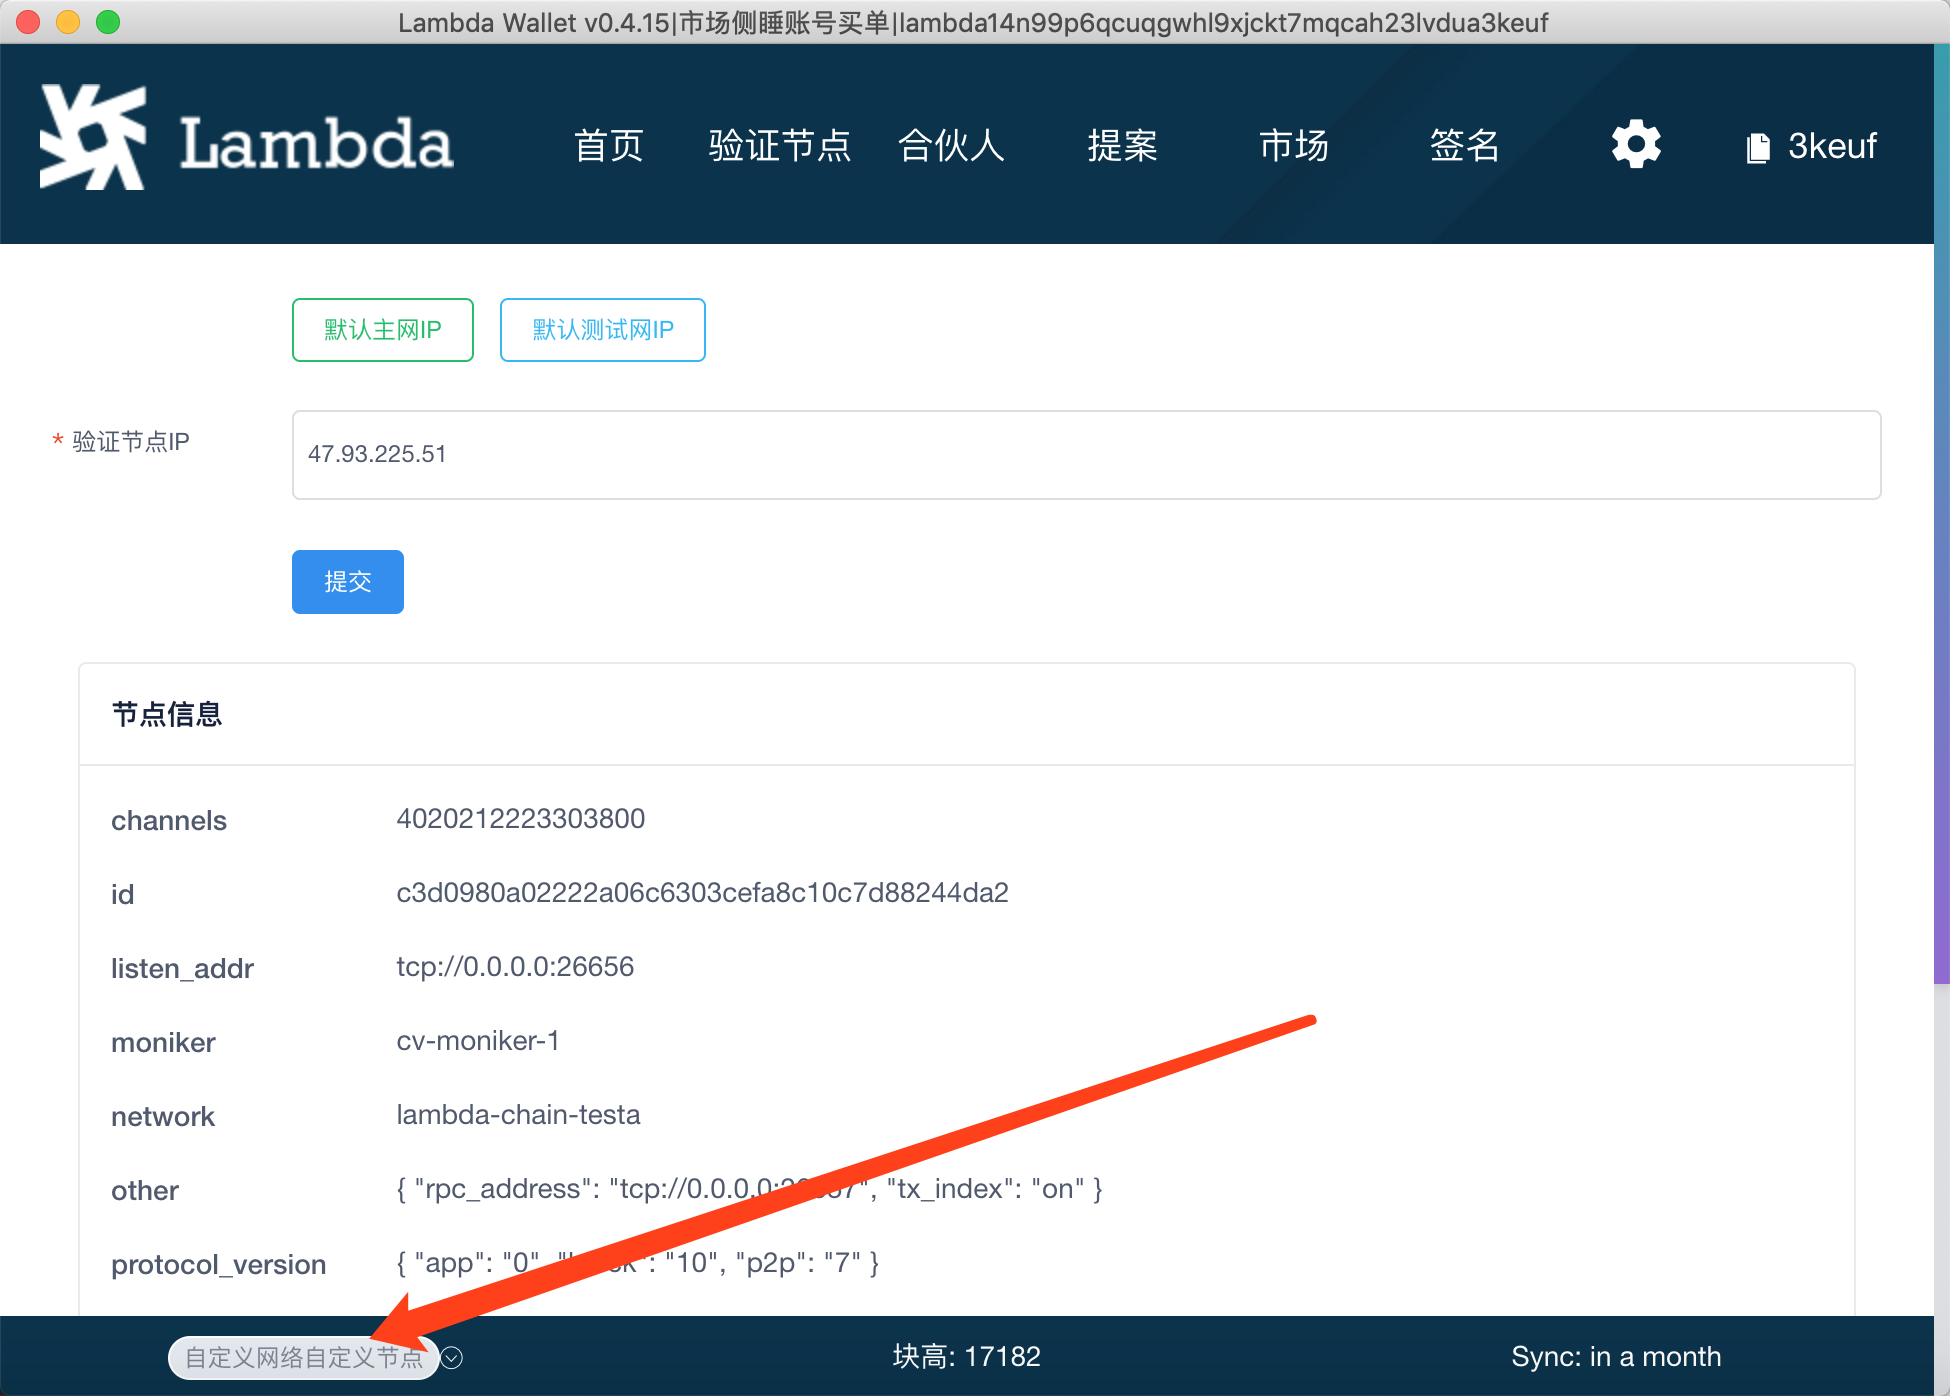 Lambda Wallet v0.4.15|市场侧睡账号买单|lambda14n99p6qcuqgwhl9xjckt7mqcah23lvdua3keuf
Lambda 首页 验证节点 合伙人 提案 市场 签名 3keuf
默认主网IP 默认测试网IP
* 验证节点IP 47.93.225.51
提交
节点信息
channels 4020212223303800
id c3d0980a02222a06c6303cefa8c10c7d88244da2
listen_addr tcp://0.0.0.0:26656
moniker cv-moniker-1
network lambda-chain-testa
other { "rpc_address": "tcp://0.0.0.0: "tx_index": "on" }
protocol_version { "app": "0", "10", "p2p": "7" }
自定义网络自定义节点 块高: 17182 Sync: in a month